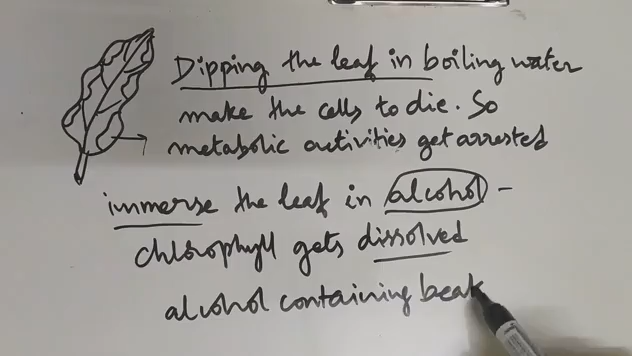 Dipping the leaf in boiling water
make the cells to die. So
metabolic activities get arrested
immerse the leaf in alcohol -
chlorophyll gets dissolved
alcohol containing beak